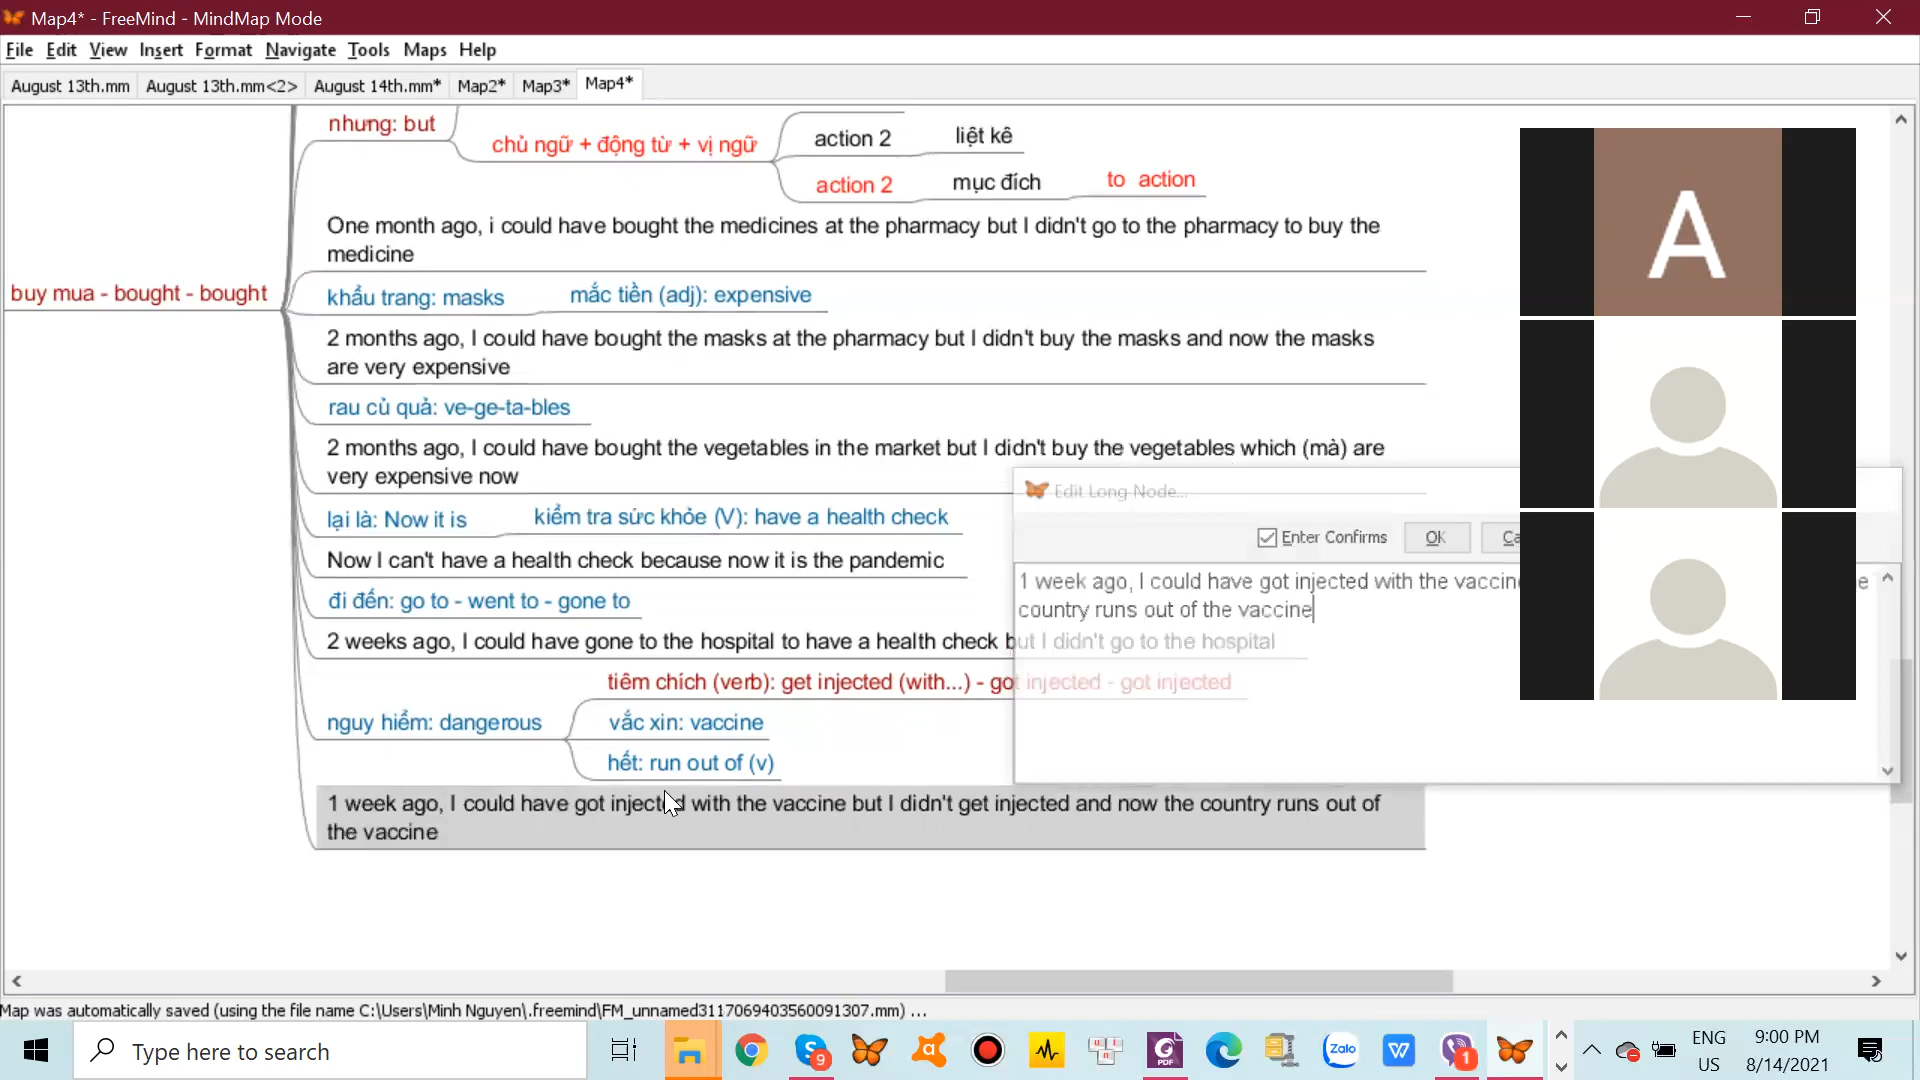 Map4* - FreeMind - MindMap Mode
File Edit View Insert Format Navigate Tools Maps Help
August 13th.mm August 13th.mm<2> August 14th.mm* Map2* Map3* Map4*
nhưng: but
chủ ngữ + động từ + vị ngữ
action 2 liệt kê
action 2 mục đích to action
One month ago, i could have bought the medicines at the pharmacy but I didn't go to the pharmacy to buy the
medicine
buy mua - bought - bought
khẩu trang: masks mắc tiền (adj): expensive
2 months ago, I could have bought the masks at the pharmacy but I didn't buy the masks and now the masks
are very expensive
rau củ quả: ve-ge-ta-bles
2 months ago, I could have bought the vegetables in the market but I didn't buy the vegetables which (mà) are
very expensive now
lại là: Now it is kiểm tra sức khỏe (V): have a health check
Now I can't have a health check because now it is the pandemic
đi đến: go to - went to - gone to
2 weeks ago, I could have gone to the hospital to have a health check but I didn't go to the hospital
tiêm chích (verb): get injected (with...) - got injected - got injected
nguy hiểm: dangerous
vắc xin: vaccine
hết: run out of (v)
1 week ago, I could have got injected with the vaccine but I didn't get injected and now the country runs out of
the vaccine
Edit Long Node...
Enter Confirms OK Ca
1 week ago, I could have got injected with the vaccine e
country runs out of the vaccine
A
Map was automatically saved (using the file name C:\Users\Minh Nguyen\.freemind\FM_unnamed3117069403560091307.mm) ...
Type here to search
9
PDF
Zalo
1
ENG
US
9:00 PM
8/14/2021